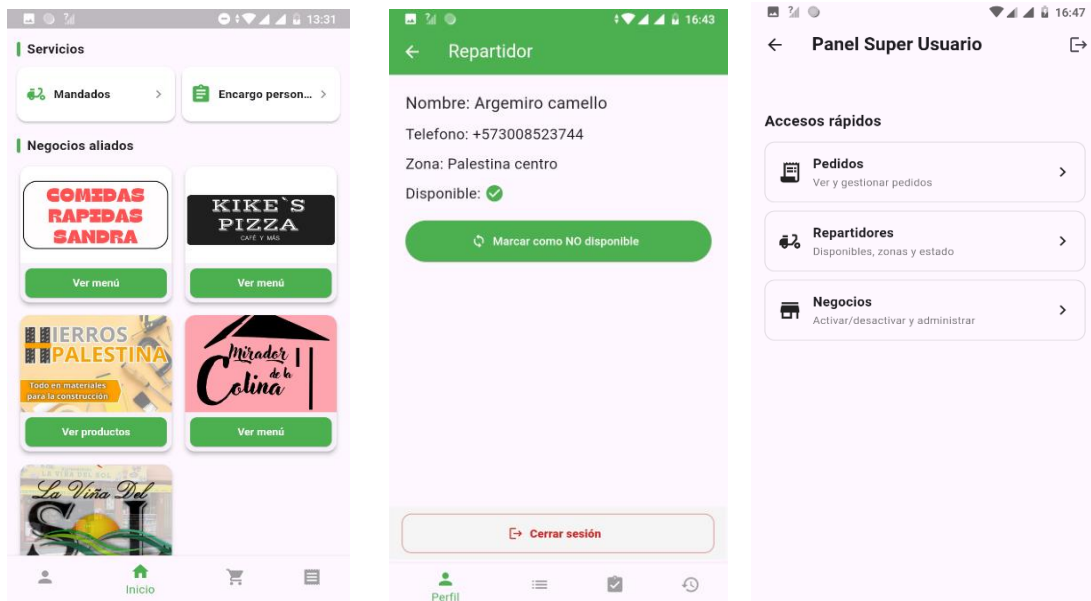 13:31
Servicios
Mandados
Encargo person...
Negocios aliados
COMIDAS
RAPIDAS
SANDRA
Ver menú
KIKE`S
PIZZA
CAFÉ Y MÁS
Ver menú
HIERROS
PALESTINA
Todo en materiales
para la construcción
Ver productos
Mirador
de la
Colina
Ver menú
La Viña Del
Sol
Inicio
16:43
Repartidor
Nombre: Argemiro camello
Telefono: +573008523744
Zona: Palestina centro
Disponible:
Marcar como NO disponible
Cerrar sesión
Perfil
16:47
Panel Super Usuario
Accesos rápidos
Pedidos
Ver y gestionar pedidos
Repartidores
Disponibles, zonas y estado
Negocios
Activar/desactivar y administrar